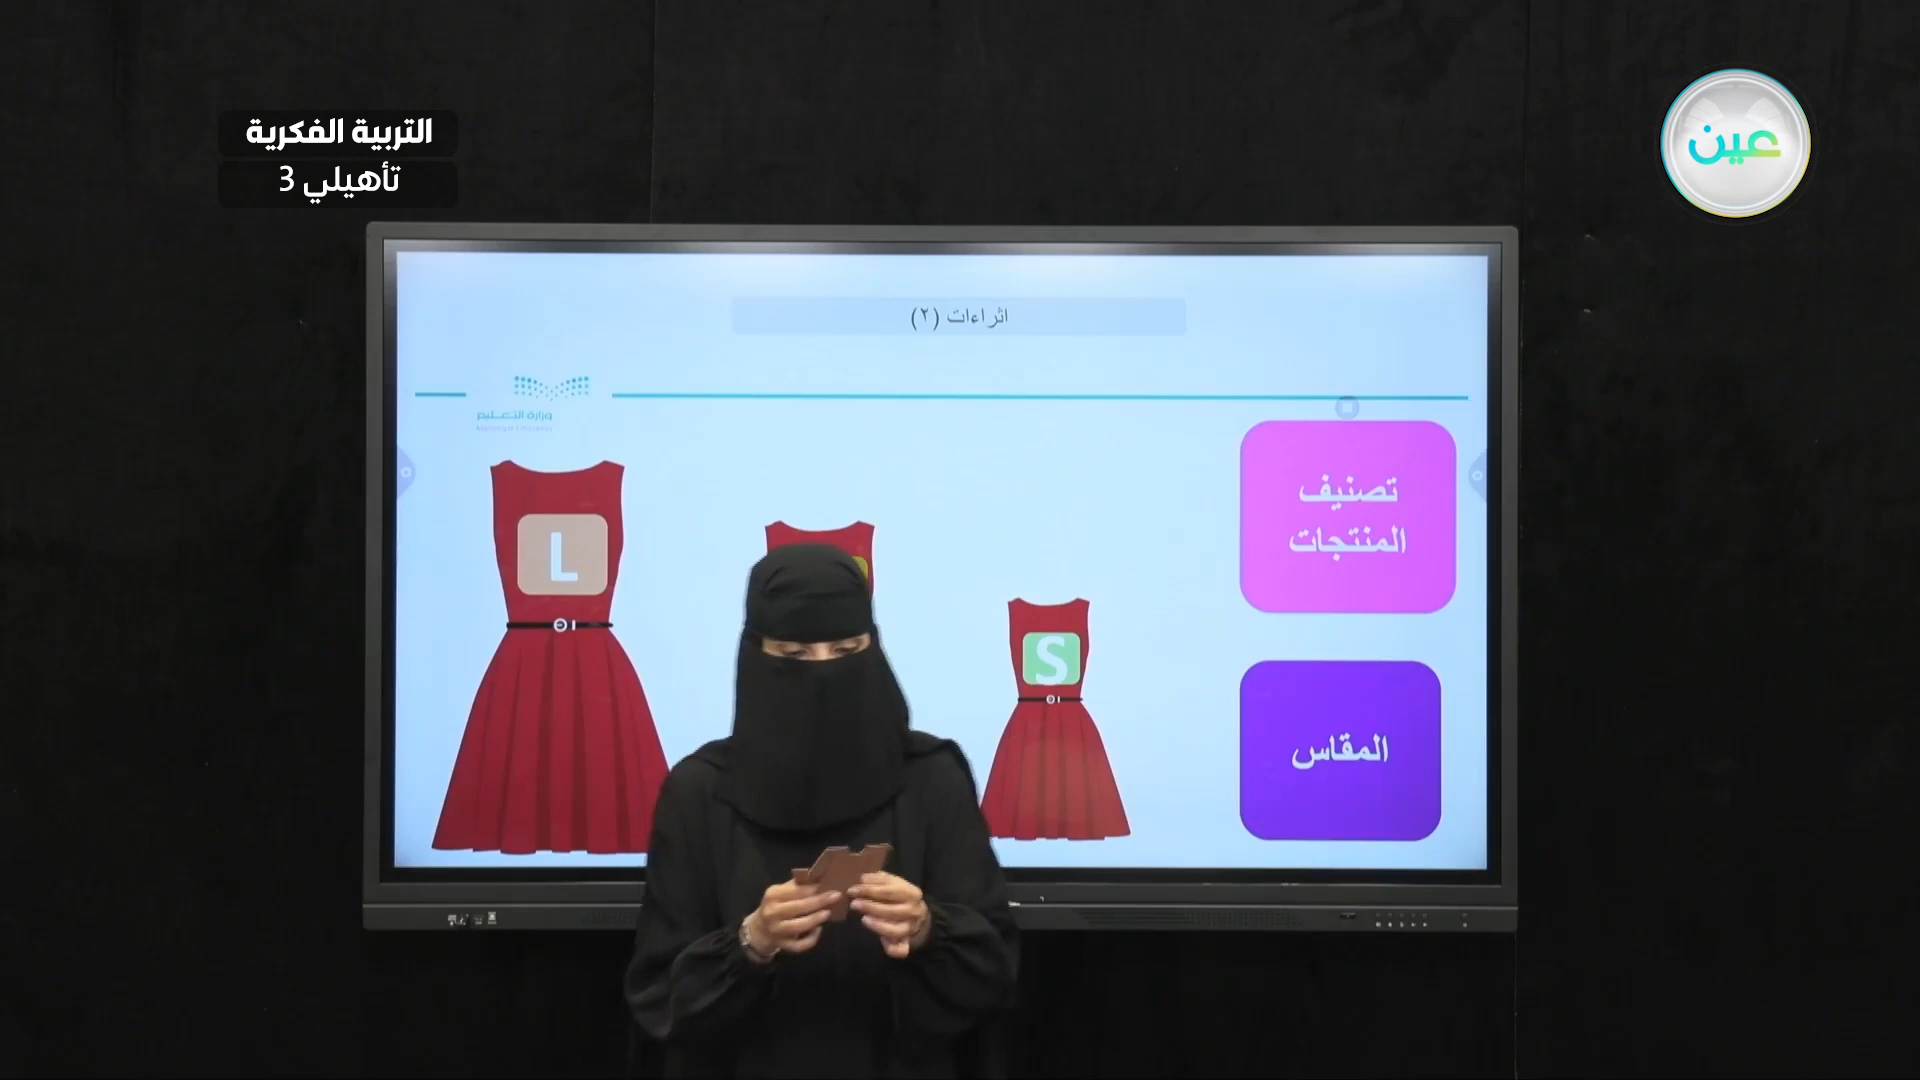 التربية الفكرية
تأهيلي 3
عين
اثراءات (٢)
وزارة التعليم
تصنيف
المنتجات
L
S
المقاس